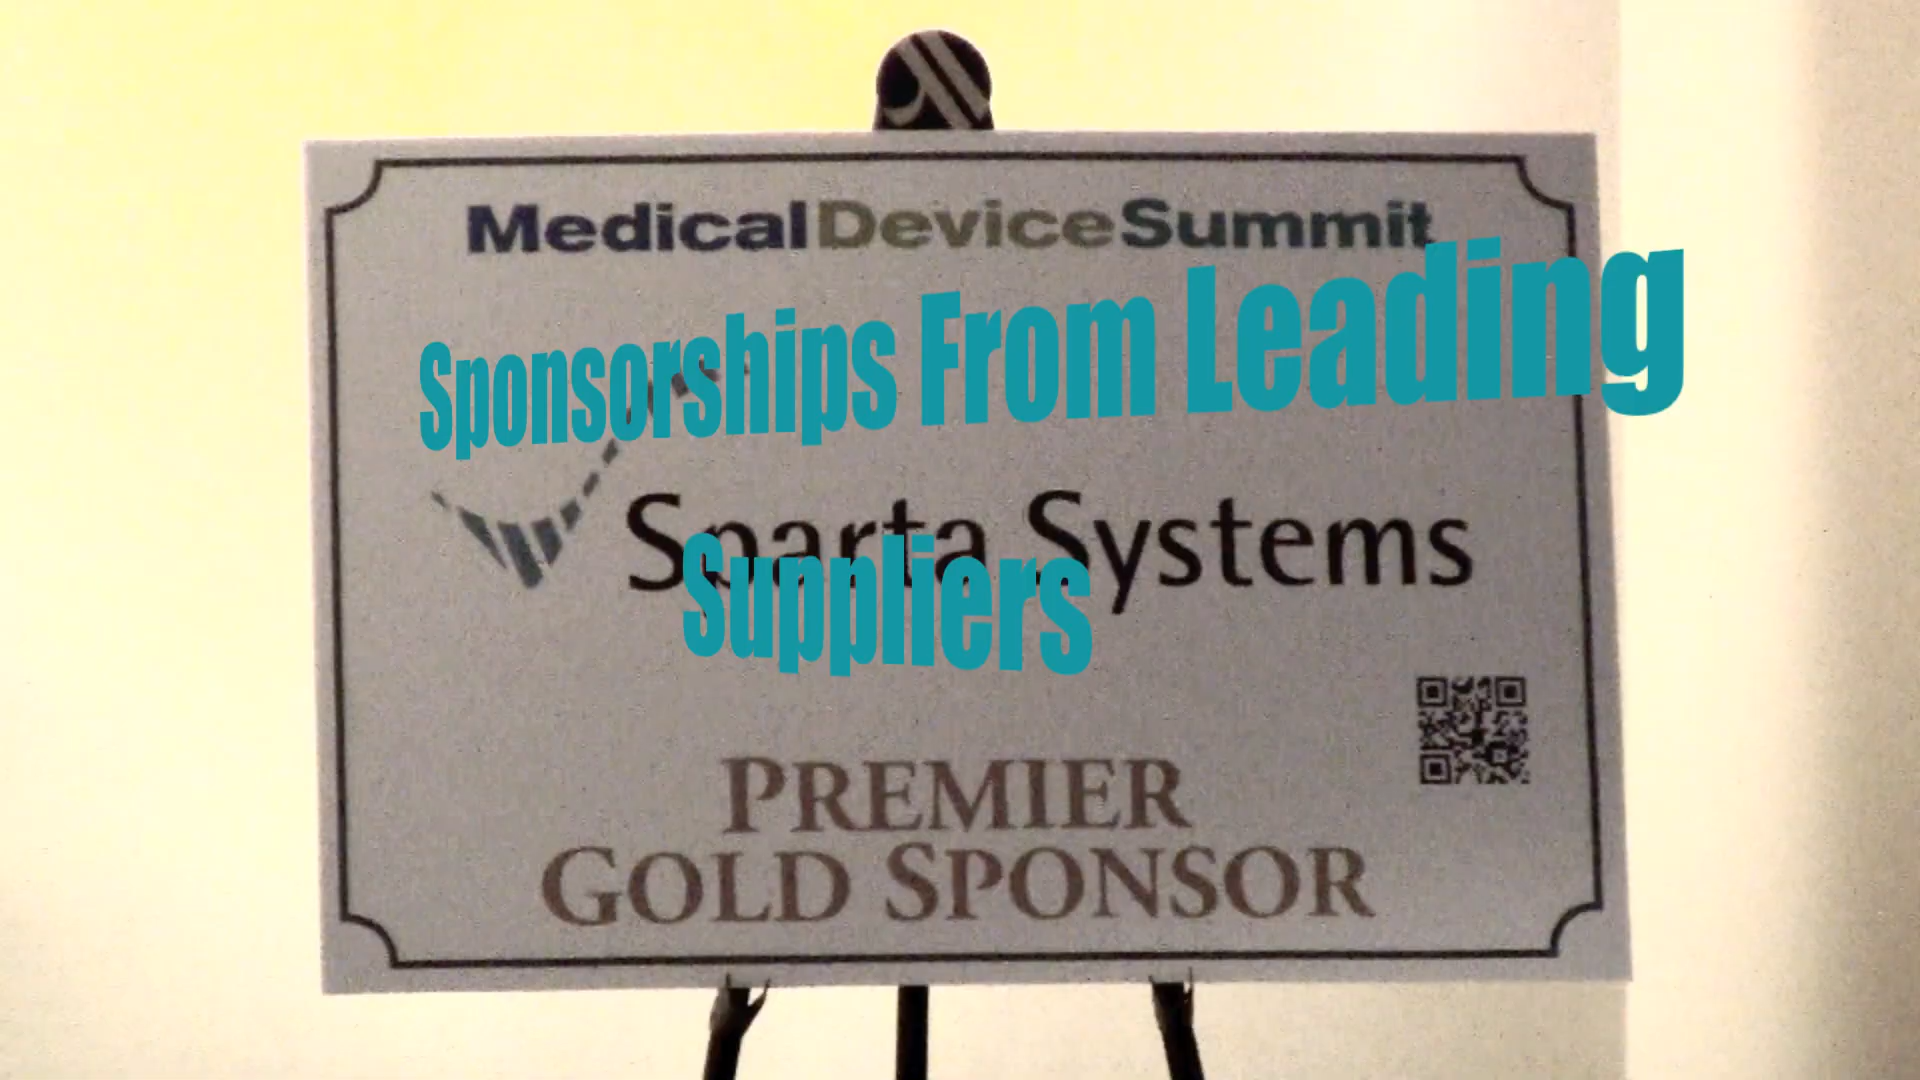 MedicalDeviceSummit
Sponsorships From Leading
Sparta Systems
Suppliers
PREMIER
GOLD SPONSOR